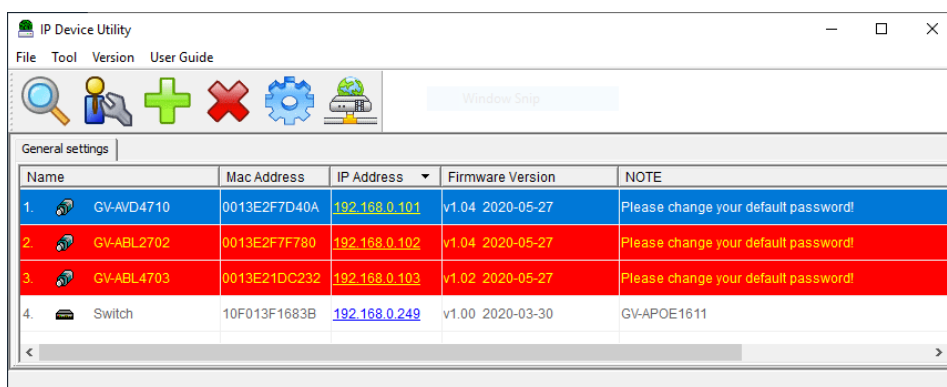 IP Device Utility
File Tool Version User Guide
Window Snip
General settings
Name Mac Address IP Address Firmware Version NOTE
1. GV-AVD4710 0013E2F7D40A 192.168.0.101 v1.04 2020-05-27 Please change your default password!
2. GV-ABL2702 0013E2F7F780 192.168.0.102 v1.04 2020-05-27 Please change your default password!
3. GV-ABL4703 0013E21DC232 192.168.0.103 v1.02 2020-05-27 Please change your default password!
4. Switch 10F013F1683B 192.168.0.249 v1.00 2020-03-30 GV-APOE1611